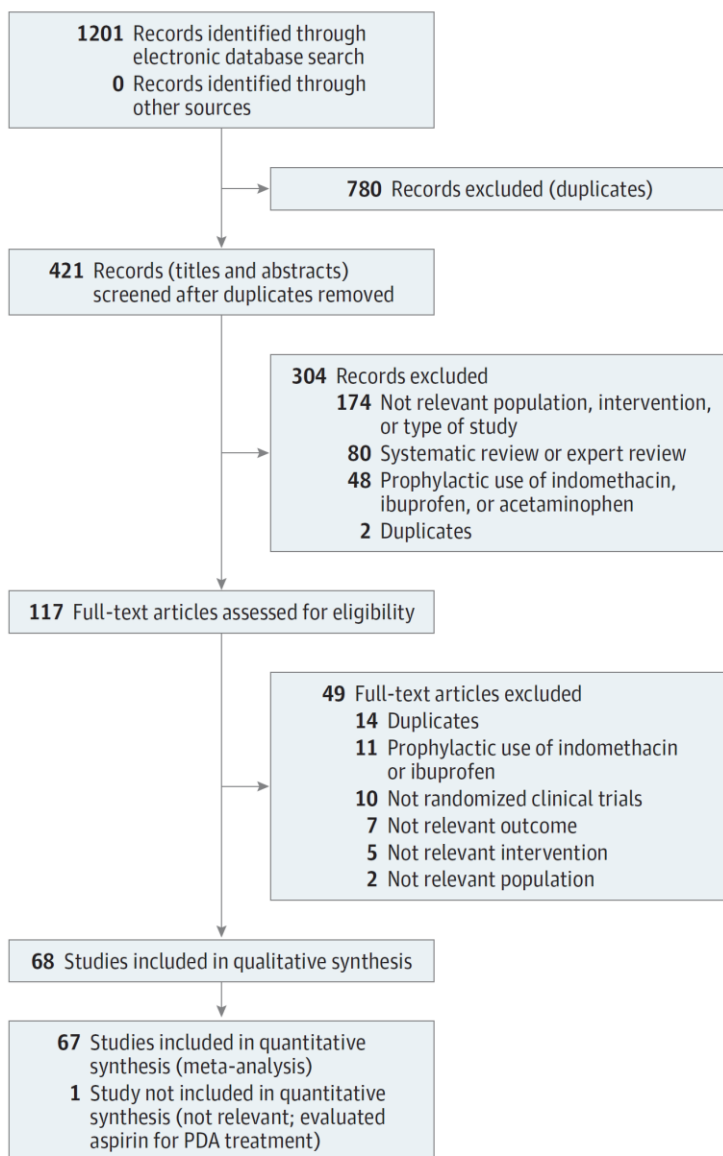 1201 Records identified through
electronic database search
0 Records identified through
other sources
780 Records excluded (duplicates)
421 Records (titles and abstracts)
screened after duplicates removed
304 Records excluded
174 Not relevant population, intervention,
or type of study
80 Systematic review or expert review
48 Prophylactic use of indomethacin,
ibuprofen, or acetaminophen
2 Duplicates
117 Full-text articles assessed for eligibility
49 Full-text articles excluded
14 Duplicates
11 Prophylactic use of indomethacin
or ibuprofen
10 Not randomized clinical trials
7 Not relevant outcome
5 Not relevant intervention
2 Not relevant population
68 Studies included in qualitative synthesis
67 Studies included in quantitative
synthesis (meta-analysis)
1 Study not included in quantitative
synthesis (not relevant; evaluated
aspirin for PDA treatment)